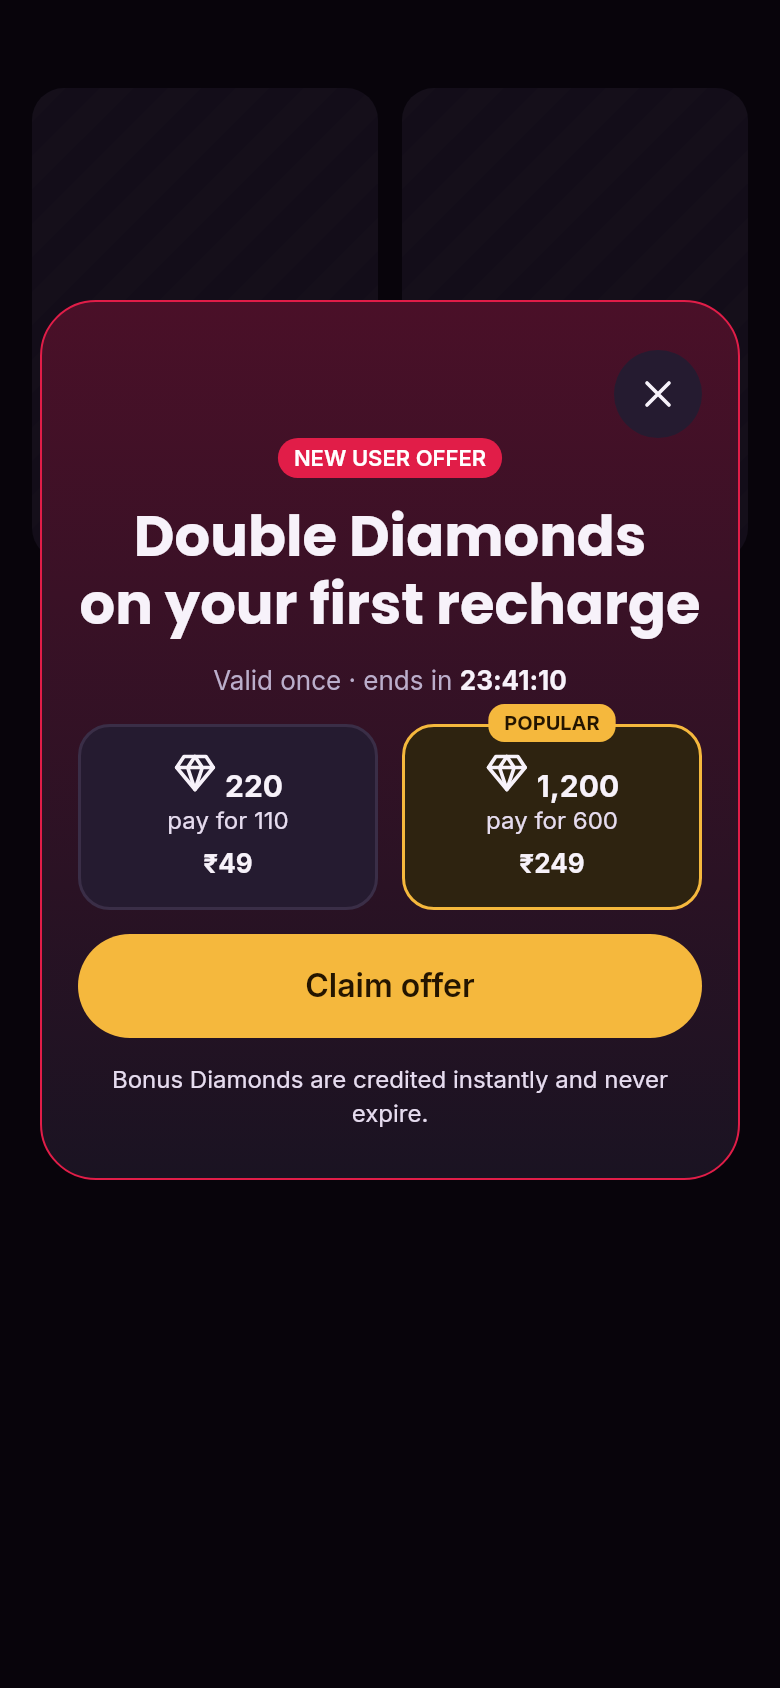 NEW USER OFFER
Double Diamonds
on your first recharge
Valid once · ends in 23:41:10
POPULAR
220
pay for 110
₹49
1,200
pay for 600
₹249
Claim offer
Bonus Diamonds are credited instantly and never
expire.